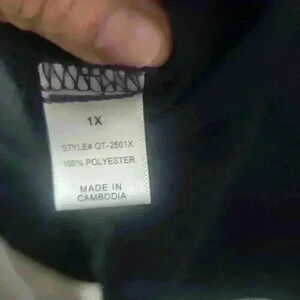 1X
STYLE# QT-2501X
100% POLYESTER
MADE IN
CAMBODIA